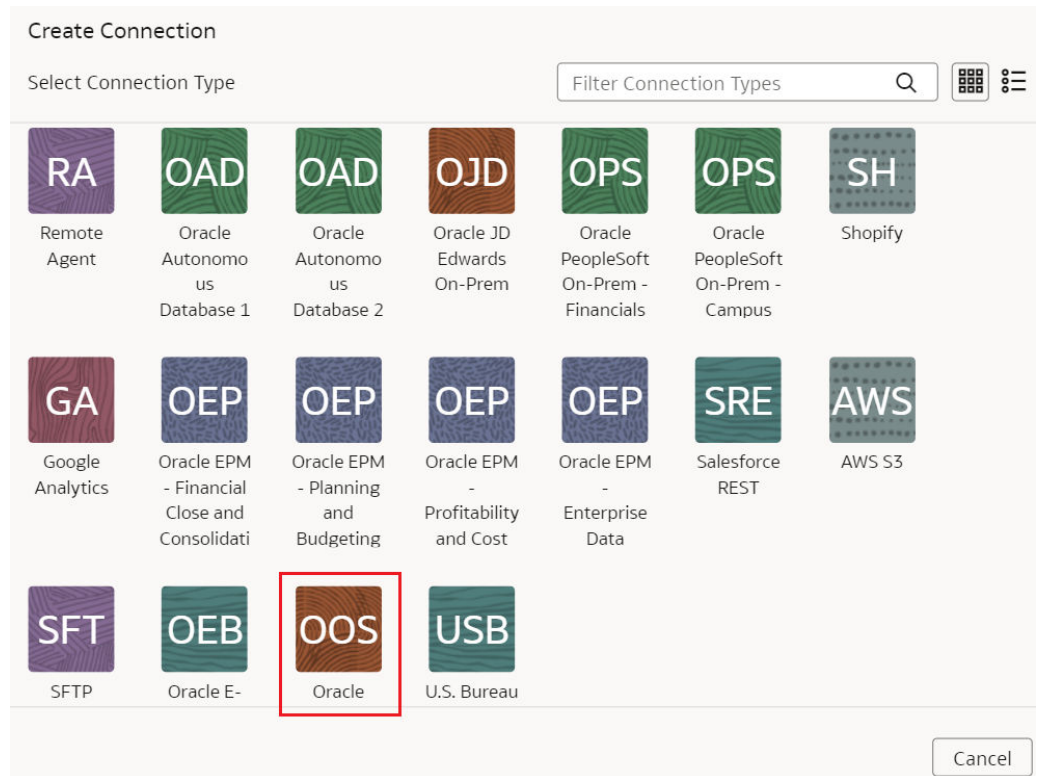 Create Connection
Select Connection Type
Filter Connection Types
RA
OAD
OAD
OJD
OPS
OPS
SH
Remote
Agent
Oracle
Autonomo
us
Database 1
Oracle
Autonomo
us
Database 2
Oracle JD
Edwards
On-Prem
Oracle
PeopleSoft
On-Prem -
Financials
Oracle
PeopleSoft
On-Prem -
Campus
Shopify
GA
OEP
OEP
OEP
OEP
SRE
AWS
Google
Analytics
Oracle EPM
- Financial
Close and
Consolidati
Oracle EPM
- Planning
and
Budgeting
Oracle EPM
-
Profitability
and Cost
Oracle EPM
-
Enterprise
Data
Salesforce
REST
AWS S3
SFT
OEB
OOS
USB
SFTP
Oracle E-
Oracle
U.S. Bureau
Cancel